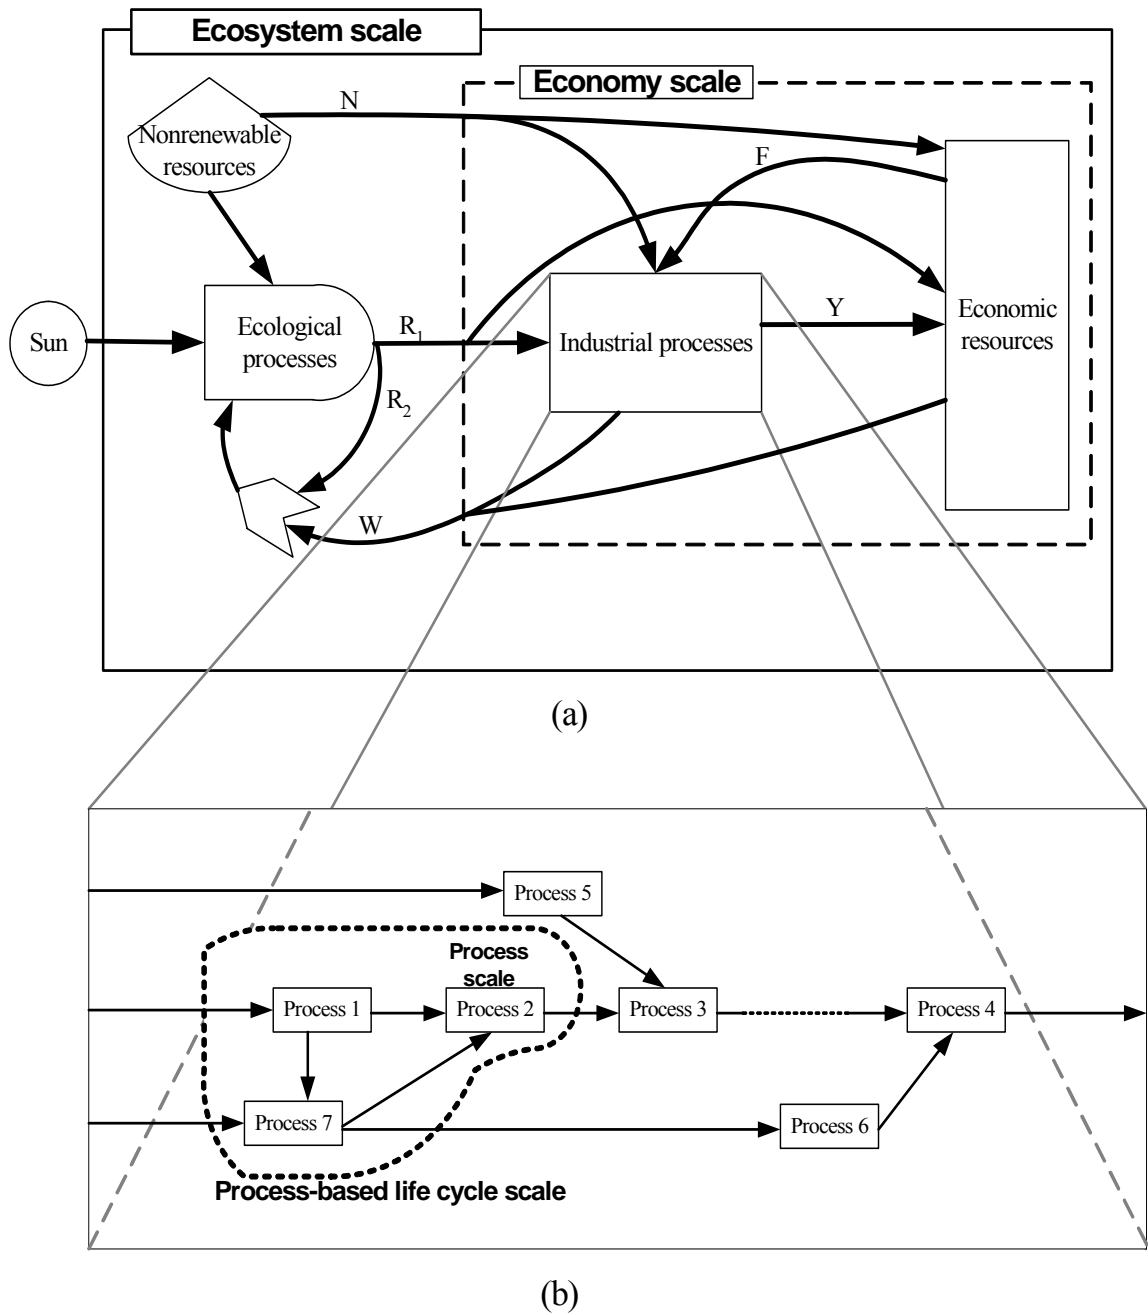 Ecosystem scale
Economy scale
N
Nonrenewable
resources
F
Sun
Ecological
processes
R1
R2
Industrial processes
Y
Economic
resources
W
(a)
Process 5
Process
scale
Process 1
Process 2
Process 3
Process 4
Process 7
Process 6
Process-based life cycle scale
(b)